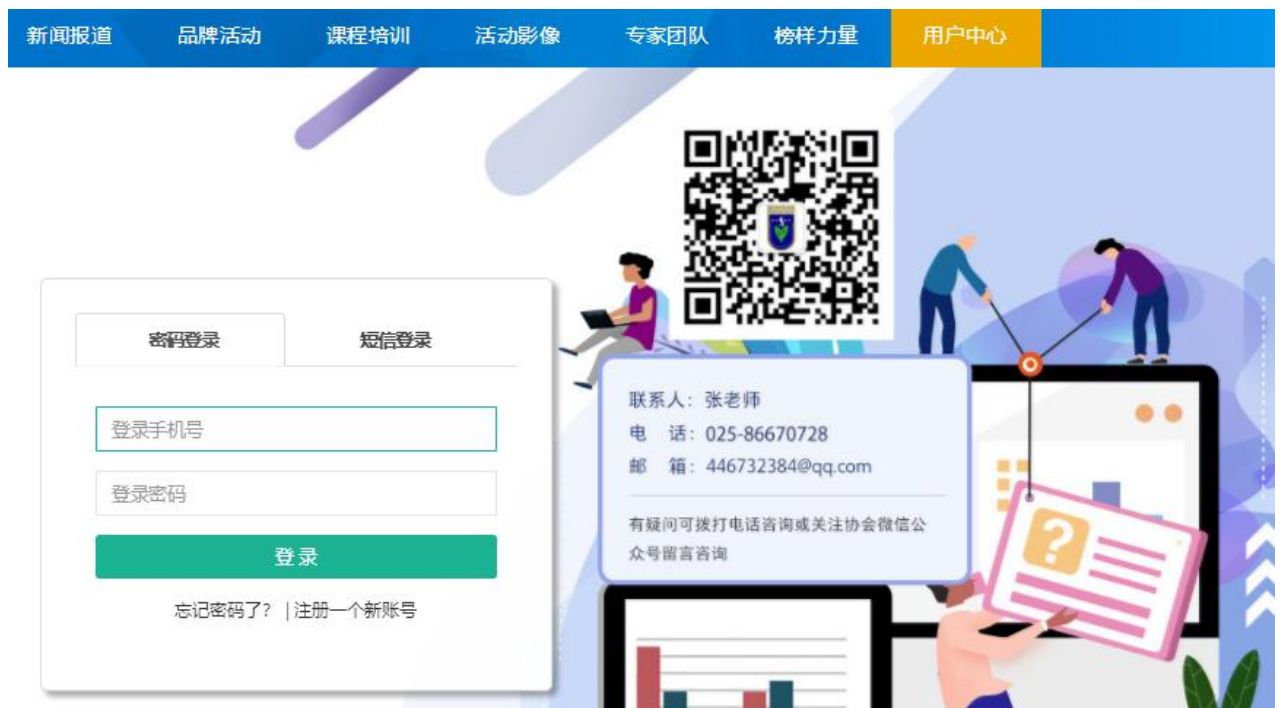 新闻报道 品牌活动 课程培训 活动影像 专家团队 榜样力量 用户中心
密码登录 短信登录
登录手机号
登录密码
登录
忘记密码了? | 注册一个新账号
联系人: 张老师
电 话: 025-86670728
邮 箱: 446732384@qq.com
有疑问可拨打电话咨询或关注协会微信公
众号留言咨询
?